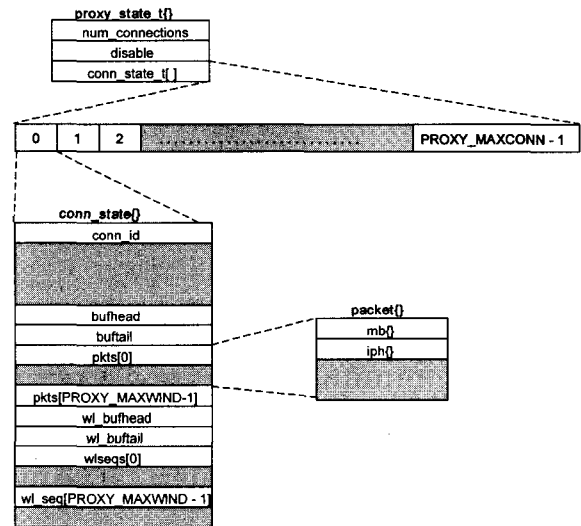 proxy_state_t{}
num_connections
disable
conn_state_t[ ]
0 1 2 PROXY_MAXCONN - 1
conn_state{}
conn_id
bufhead
buftail
pkts[0]
pkts[PROXY_MAXWIND-1]
wl_bufhead
wl_buftail
wlseqs[0]
wl_seq[PROXY_MAXWIND - 1]
packet{}
mb{}
iph{}